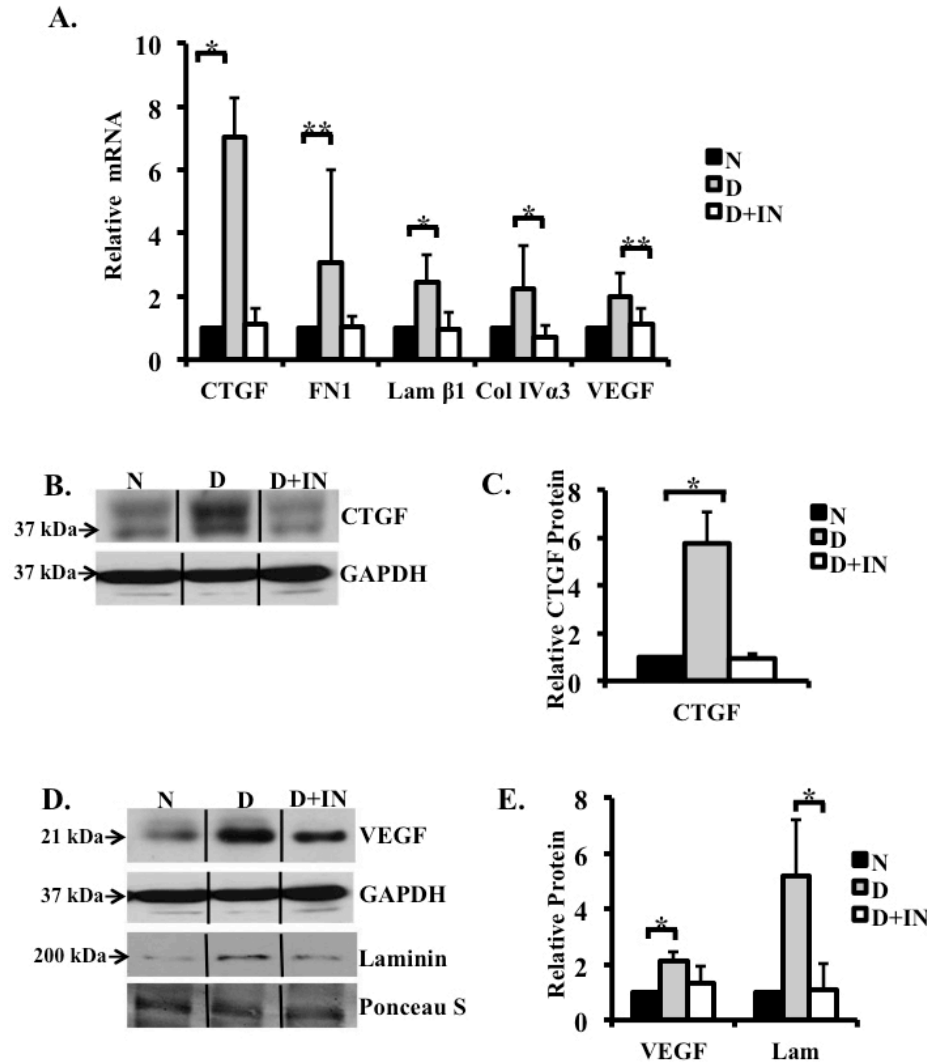 A.
10
8
6
4
2
0
Relative mRNA
*
**
*
*
**
CTGF FN1 Lam β1 Col IVα3 VEGF
N
D
D+IN
B.
N D D+IN
CTGF
37 kDa→
37 kDa→ GAPDH
C.
8
6
4
2
0
Relative CTGF Protein
*
CTGF
N
D
D+IN
D.
N D D+IN
21 kDa→ VEGF
37 kDa→ GAPDH
200 kDa→ Laminin
Ponceau S
E.
8
6
4
2
0
Relative Protein
*
*
VEGF Lam
N
D
D+IN